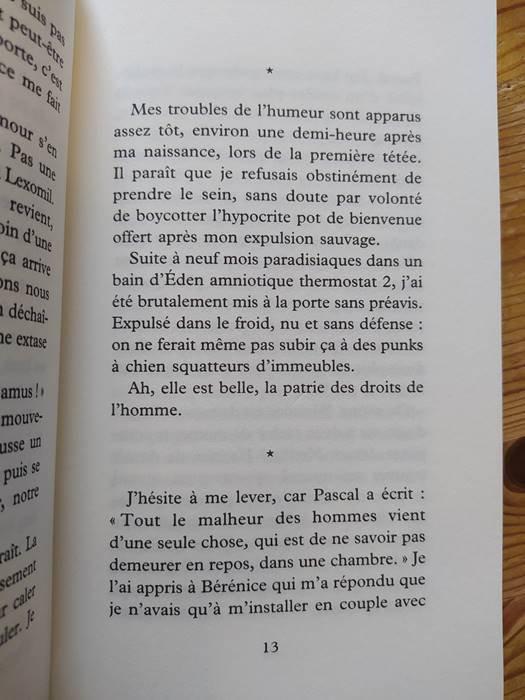 suis pas
peut-être
porte, c'est
ce me fait
s'en
Pas une
Lexomil.
revient,
d'une
ça arrive
nous
déchaî-
extase
amus ! »
mouve-
un
puis se
notre
La
caler
Je
*
Mes troubles de l'humeur sont apparus
assez tôt, environ une demi-heure après
ma naissance, lors de la première tétée.
Il paraît que je refusais obstinément de
prendre le sein, sans doute par volonté
de boycotter l'hypocrite pot de bienvenue
offert après mon expulsion sauvage.
Suite à neuf mois paradisiaques dans un
bain d'Éden amniotique thermostat 2, j'ai
été brutalement mis à la porte sans préavis.
Expulsé dans le froid, nu et sans défense :
on ne ferait même pas subir ça à des punks
à chien squatteurs d'immeubles.
Ah, elle est belle, la patrie des droits de
l'homme.
*
J'hésite à me lever, car Pascal a écrit :
« Tout le malheur des hommes vient
d'une seule chose, qui est de ne savoir pas
demeurer en repos, dans une chambre. » Je
l'ai appris à Bérénice qui m'a répondu que
je n'avais qu'à m'installer en couple avec
13